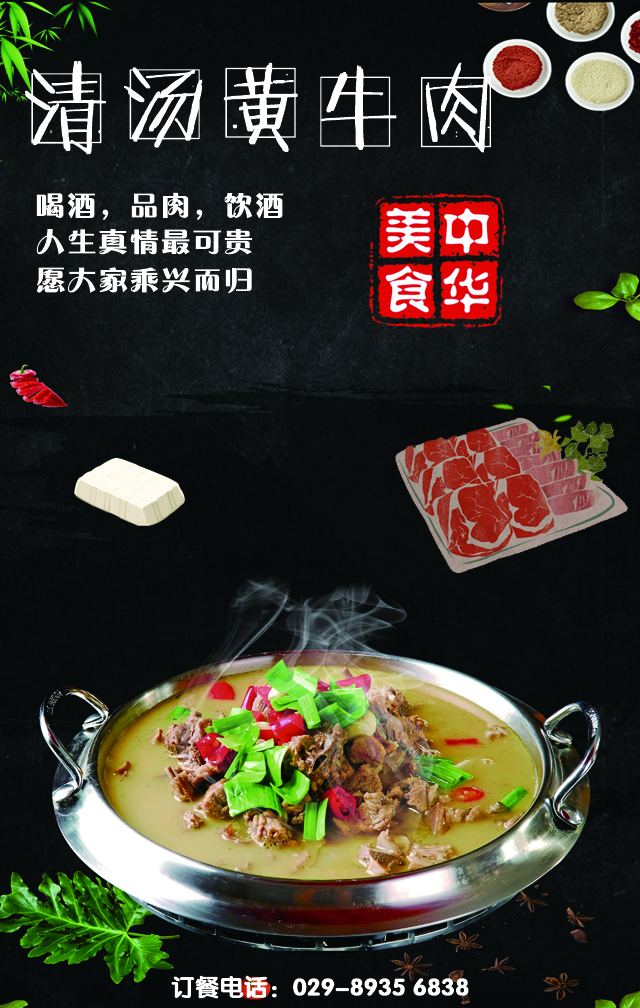 清汤黄牛肉
喝酒，品肉，饮酒
人生真情最可贵
愿大家乘兴而归
美中
食华
订餐电话：029-8935 6838